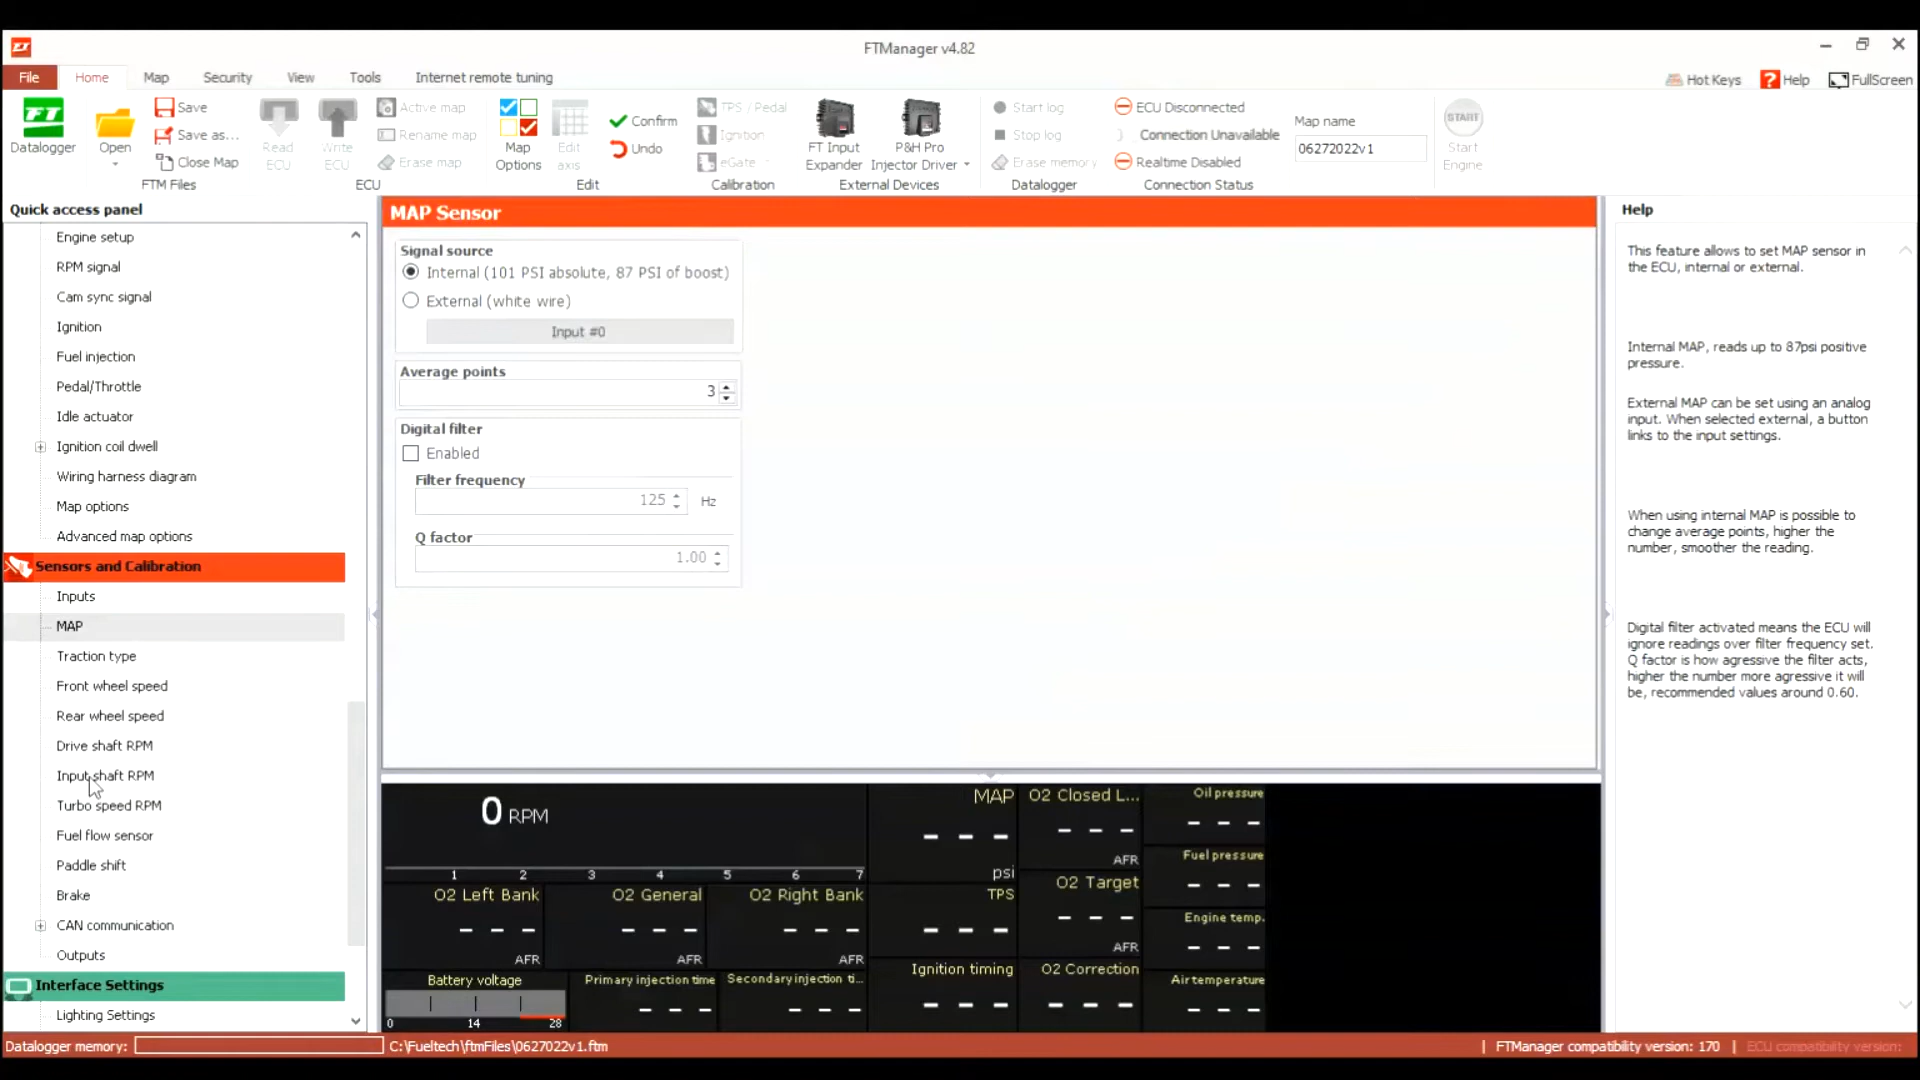 FTManager v4.82
File
Home
Map
Security
View
Tools
Internet remote tuning
Hot Keys
Help
FullScreen
Datalogger
Open
Save
Save as...
Close Map
FTM Files
Read ECU
Write ECU
Active map
Rename map
Erase map
ECU
Map Options
Edit axis
Confirm
Undo
Edit
TPS / Pedal
Ignition
eGate
Calibration
FT Input Expander
P&H Pro Injector Driver
External Devices
Start log
Stop log
Erase memory
Datalogger
ECU Disconnected
Connection Unavailable
Realtime Disabled
Connection Status
Map name
06272022v1
START
Start Engine
Quick access panel
Engine setup
RPM signal
Cam sync signal
Ignition
Fuel injection
Pedal/Throttle
Idle actuator
Ignition coil dwell
Wiring harness diagram
Map options
Advanced map options
Sensors and Calibration
Inputs
MAP
Traction type
Front wheel speed
Rear wheel speed
Drive shaft RPM
Input shaft RPM
Turbo speed RPM
Fuel flow sensor
Paddle shift
Brake
CAN communication
Outputs
Interface Settings
Lighting Settings
MAP Sensor
Signal source
Internal (101 PSI absolute, 87 PSI of boost)
External (white wire)
Input #0
Average points
3
Digital filter
Enabled
Filter frequency
125 Hz
Q factor
1.00
Help
This feature allows to set MAP sensor in
the ECU, internal or external.
Internal MAP, reads up to 87psi positive
pressure.
External MAP can be set using an analog
input. When selected external, a button
links to the input settings.
When using internal MAP is possible to
change average points, higher the
number, smoother the reading.
Digital filter activated means the ECU will
ignore readings over filter frequency set.
Q factor is how agressive the filter acts,
higher the number more agressive it will
be, recommended values around 0.60.
0 RPM
1 2 3 4 5 6 7
MAP
- - -
psi
O2 Closed L...
- - -
AFR
Oil pressure
- - -
Fuel pressure
- - -
O2 Left Bank
- - -
AFR
O2 General
- - -
AFR
O2 Right Bank
- - -
AFR
TPS
- - -
O2 Target
- - -
AFR
Engine temp.
- - -
Battery voltage
0 14 28
Primary injection time
- - -
Secondary injection ti...
- - -
Ignition timing
- - -
O2 Correction
- - -
Air temperature
- - -
Datalogger memory:
C:\Fueltech\ftmFiles\0627022v1.ftm
| FTManager compatibility version: 170 | ECU compatibility version: